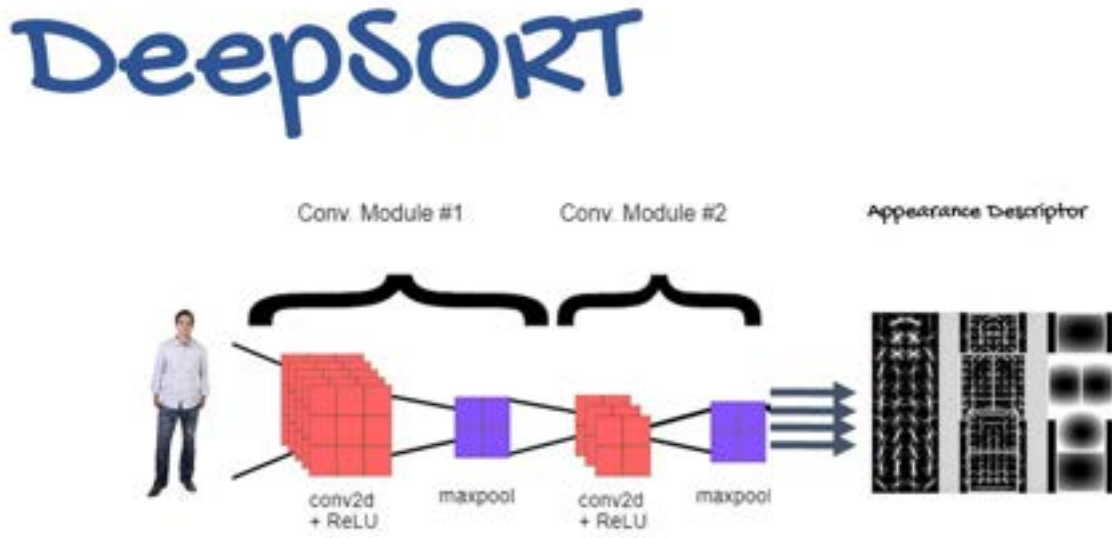 DeepSORT
Conv. Module #1
Conv. Module #2
Appearance Descriptor
conv2d
+ ReLU
maxpool
conv2d
+ ReLU
maxpool